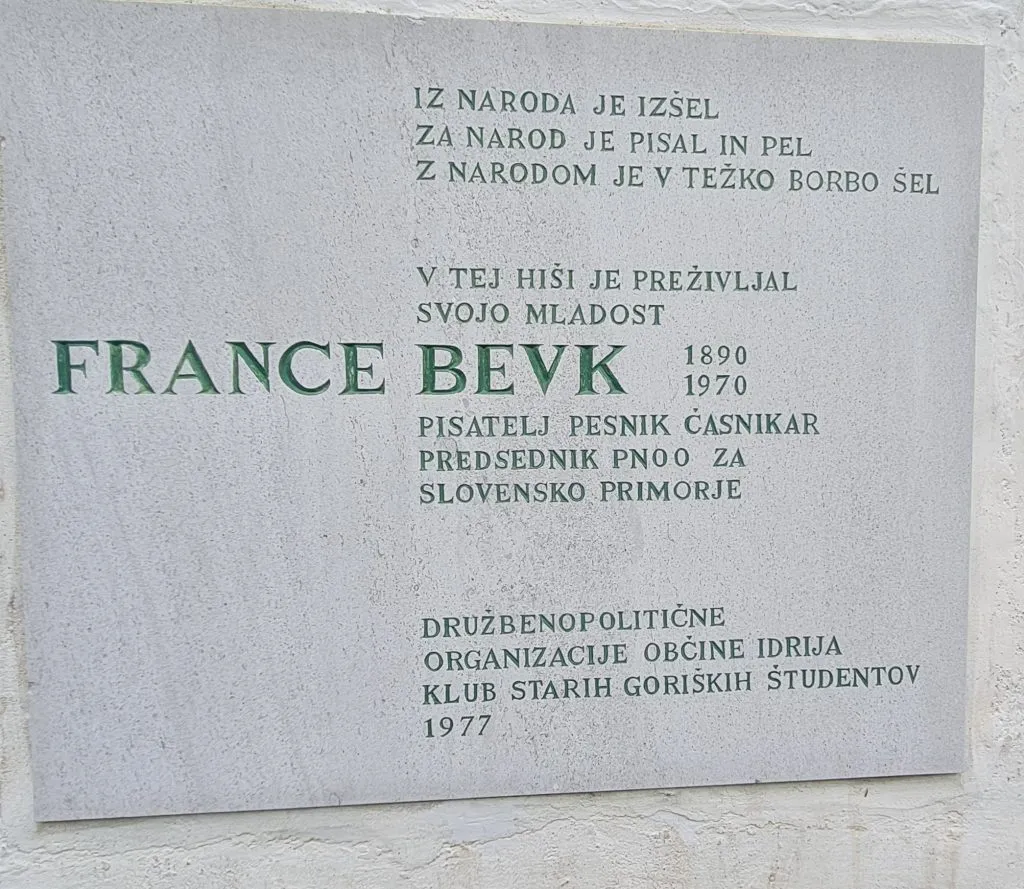 IZ NARODA JE IZŠEL
ZA NAROD JE PISAL IN PEL
Z NARODOM JE V TEŽKO BORBO ŠEL
V TEJ HIŠI JE PREŽIVLJAL
SVOJO MLADOST
FRANCE BEVK 1890
1970
PISATELJ PESNIK ČASNIKAR
PREDSEDNIK PNOO ZA
SLOVENSKO PRIMORJE
DRUŽBENOPOLITIČNE
ORGANIZACIJE OBČINE IDRIJA
KLUB STARIH GORIŠKIH ŠTUDENTOV
1977